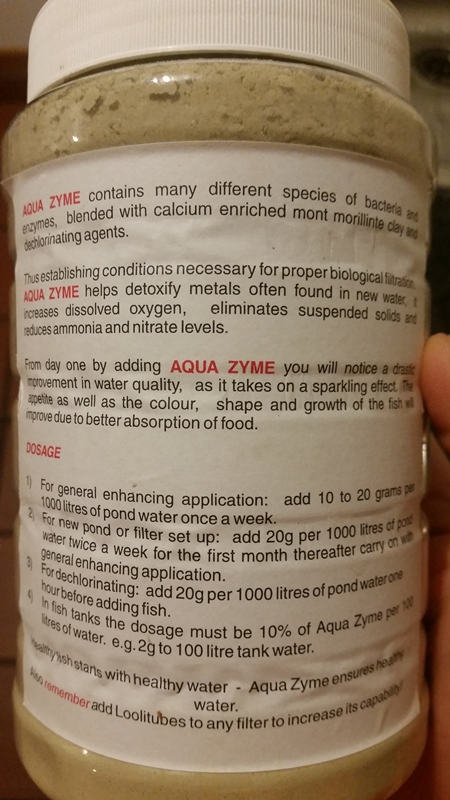 AQUA ZYME contains many different species of bacteria and
enzymes, blended with calcium enriched mont morillinte clay and
dechlorinating agents.
Thus establishing conditions necessary for proper biological filtration.
AQUA ZYME helps detoxify metals often found in new water, it
increases dissolved oxygen, eliminates suspended solids and
reduces ammonia and nitrate levels.
From day one by adding AQUA ZYME you will notice a drastic
improvement in water quality, as it takes on a sparkling effect. The
appetite as well as the colour, shape and growth of the fish will
improve due to better absorption of food.
DOSAGE
1) For general enhancing application: add 10 to 20 grams per
1000 litres of pond water once a week.
2) For new pond or filter set up: add 20g per 1000 litres of pond
water twice a week for the first month thereafter carry on with
general enhancing application.
3) For dechlorinating: add 20g per 1000 litres of pond water one
hour before adding fish.
4) In fish tanks the dosage must be 10% of Aqua Zyme per 100
litres of water. e.g. 2g to 100 litre tank water.
Healthy fish stans with healthy water - Aqua Zyme ensures healthy
water.
Also remember add Loolitubes to any filter to increase its capability!